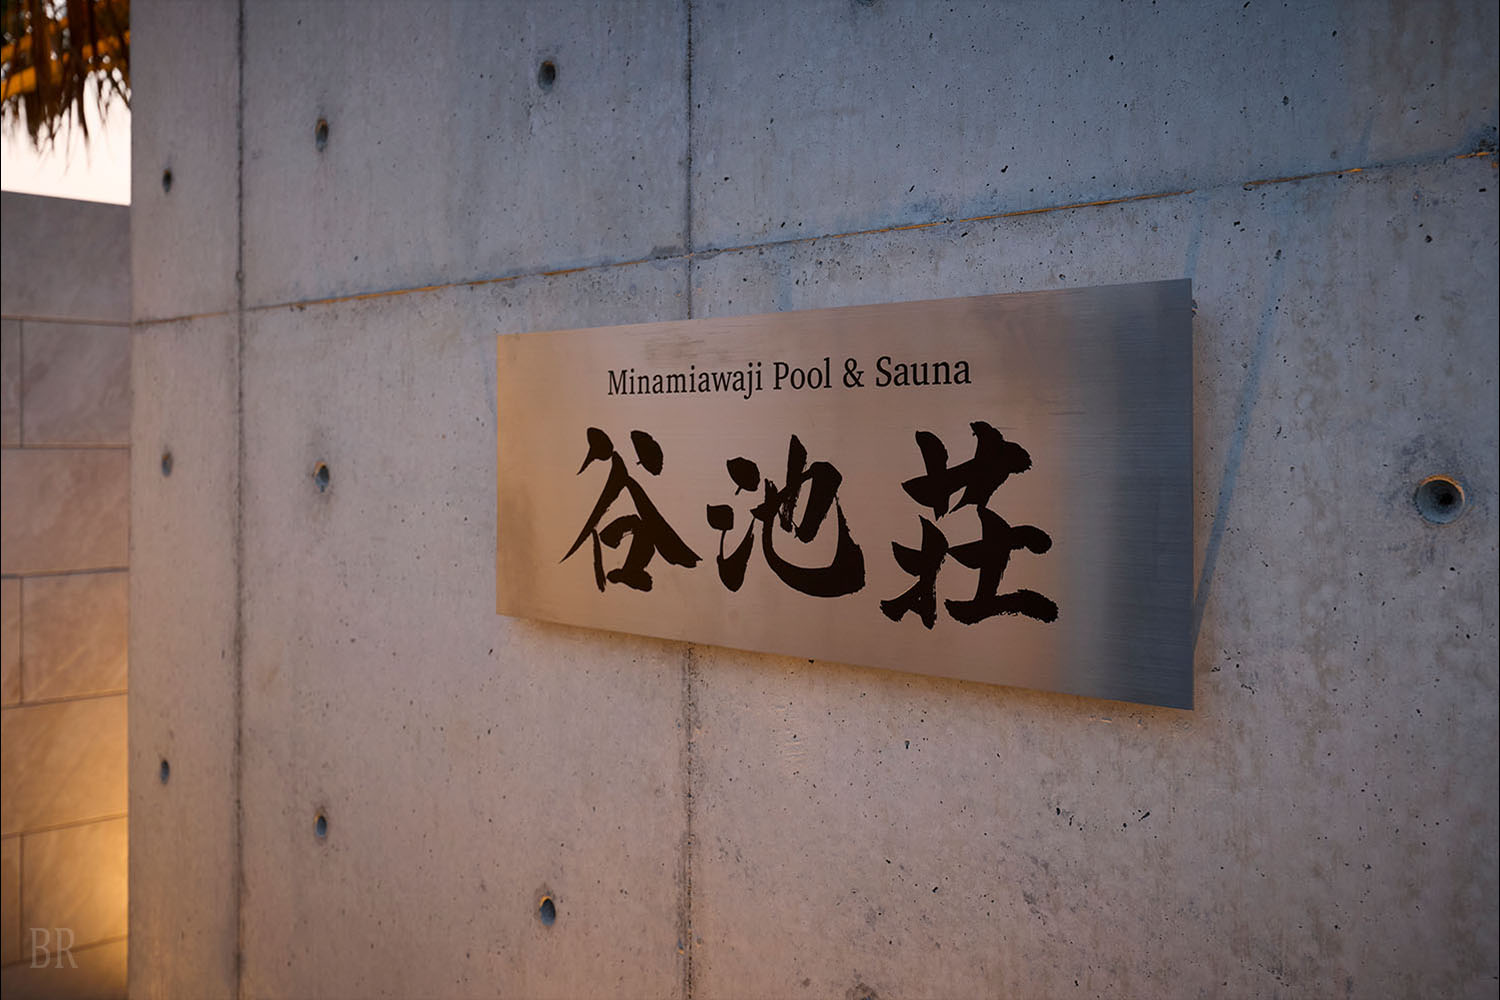 Minamiawaji Pool & Sauna
谷池荘
BR